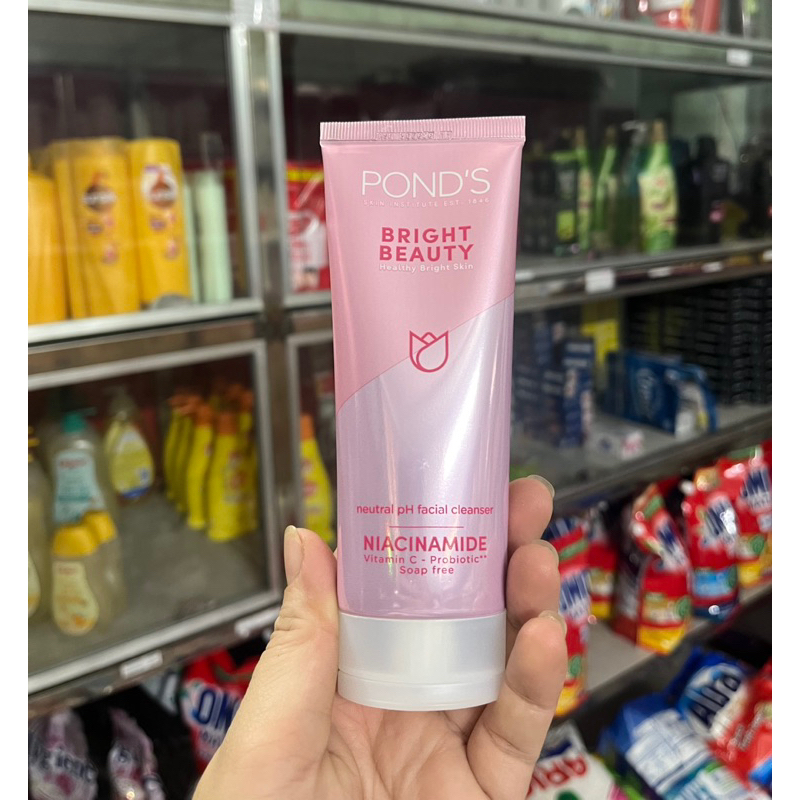 POND'S
SKIN INSTITUTE EST. 1846
BRIGHT
BEAUTY
Healthy Bright Skin
neutral pH facial cleanser
NIACINAMIDE
Vitamin C - Probiotic**
Soap free
OMO